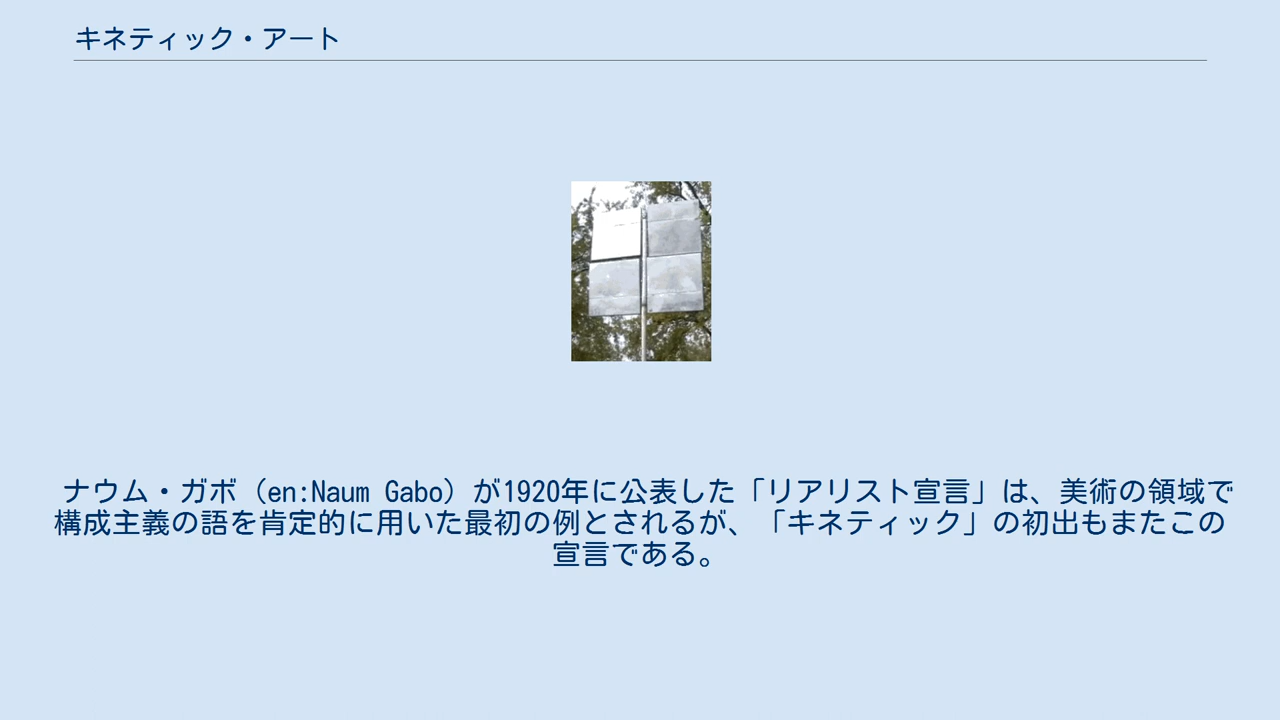 キネティック・アート
ナウム・ガボ（en:Naum Gabo）が1920年に公表した「リアリスト宣言」は、美術の領域で
構成主義の語を肯定的に用いた最初の例とされるが、「キネティック」の初出もまたこの
宣言である。